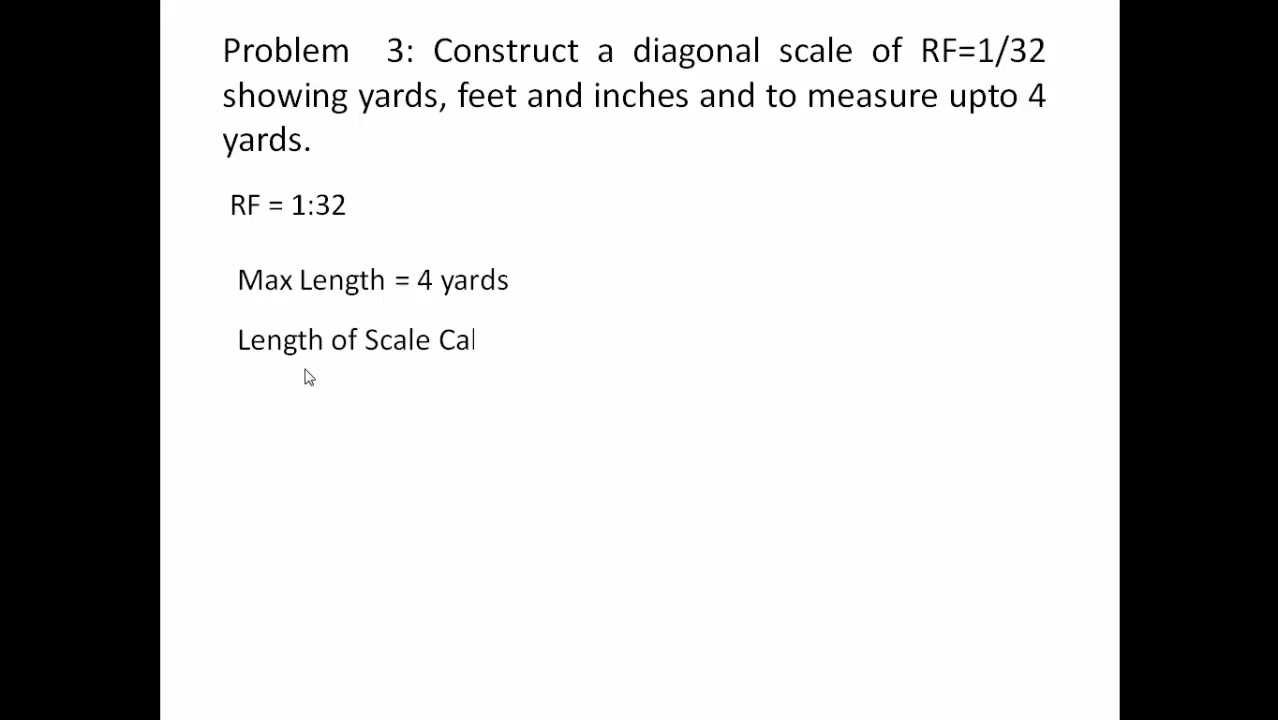 Problem 3: Construct a diagonal scale of RF=1/32
showing yards, feet and inches and to measure upto 4
yards.
RF = 1:32
Max Length = 4 yards
Length of Scale Cal